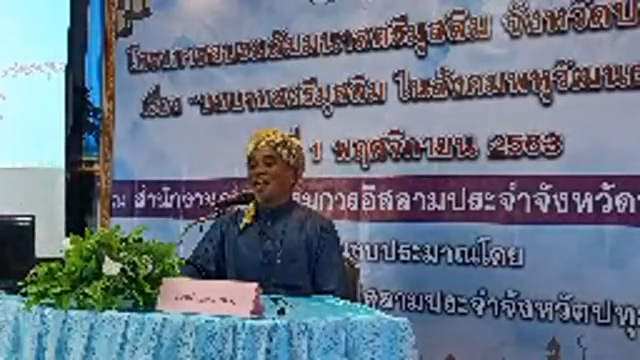 โครงการอบรมสัมมนาสตรีมุสลิม จังหวัดป
เรื่อง "บทบาทสตรีมุสลิม ในสังคมพหุวัฒน
ที่ 1 พฤศจิกายน 2563
ณ สำนักงาน รมการอิสลามประจำจังหวัด
งบประมาณโดย
สลามประจำจังหวัดปทุ